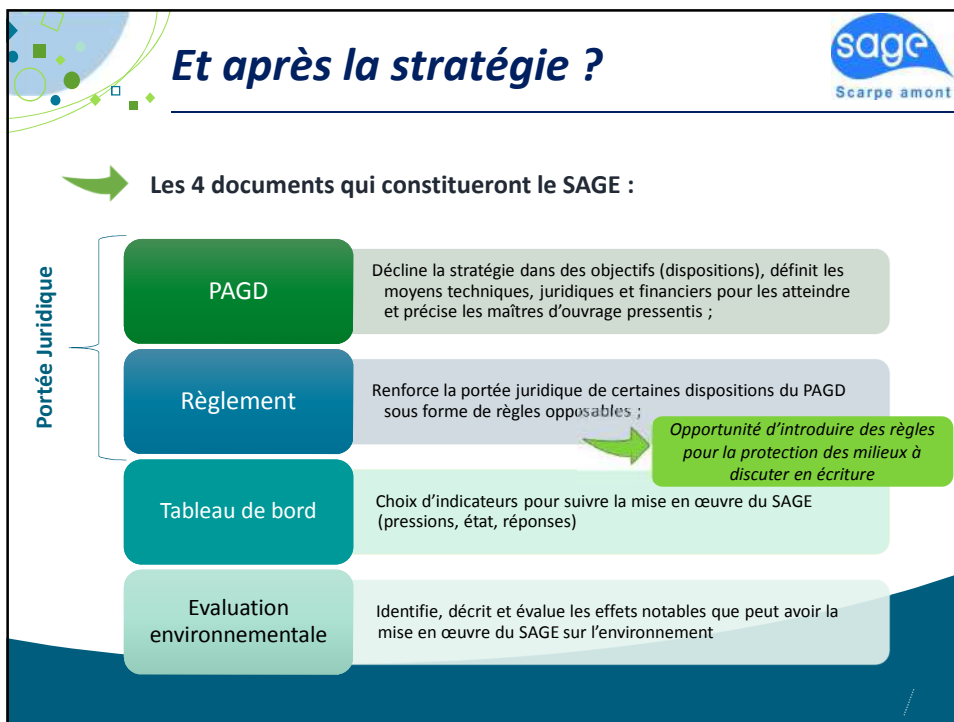 Et après la stratégie ?
sage
Scarpe amont
Les 4 documents qui constitueront le SAGE :
Portée Juridique
PAGD
Décline la stratégie dans des objectifs (dispositions), définit les
moyens techniques, juridiques et financiers pour les atteindre
et précise les maîtres d'ouvrage pressentis ;
Règlement
Renforce la portée juridique de certaines dispositions du PAGD
sous forme de règles opposables ;
Opportunité d'introduire des règles
pour la protection des milieux à
discuter en écriture
Tableau de bord
Choix d'indicateurs pour suivre la mise en œuvre du SAGE
(pressions, état, réponses)
Evaluation
environnementale
Identifie, décrit et évalue les effets notables que peut avoir la
mise en œuvre du SAGE sur l'environnement